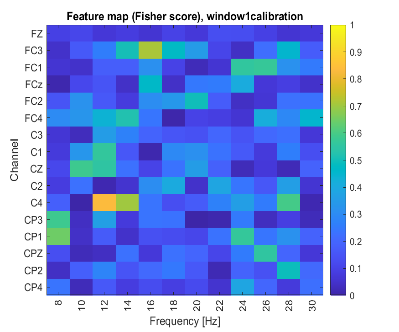 Feature map (Fisher score), window1calibration
Channel
FZ
FC3
FC1
FCz
FC2
FC4
C3
C1
CZ
C2
C4
CP3
CP1
CPZ
CP2
CP4
8 10 12 14 16 18 20 22 24 26 28 30
Frequency [Hz]
1
0.9
0.8
0.7
0.6
0.5
0.4
0.3
0.2
0.1
0